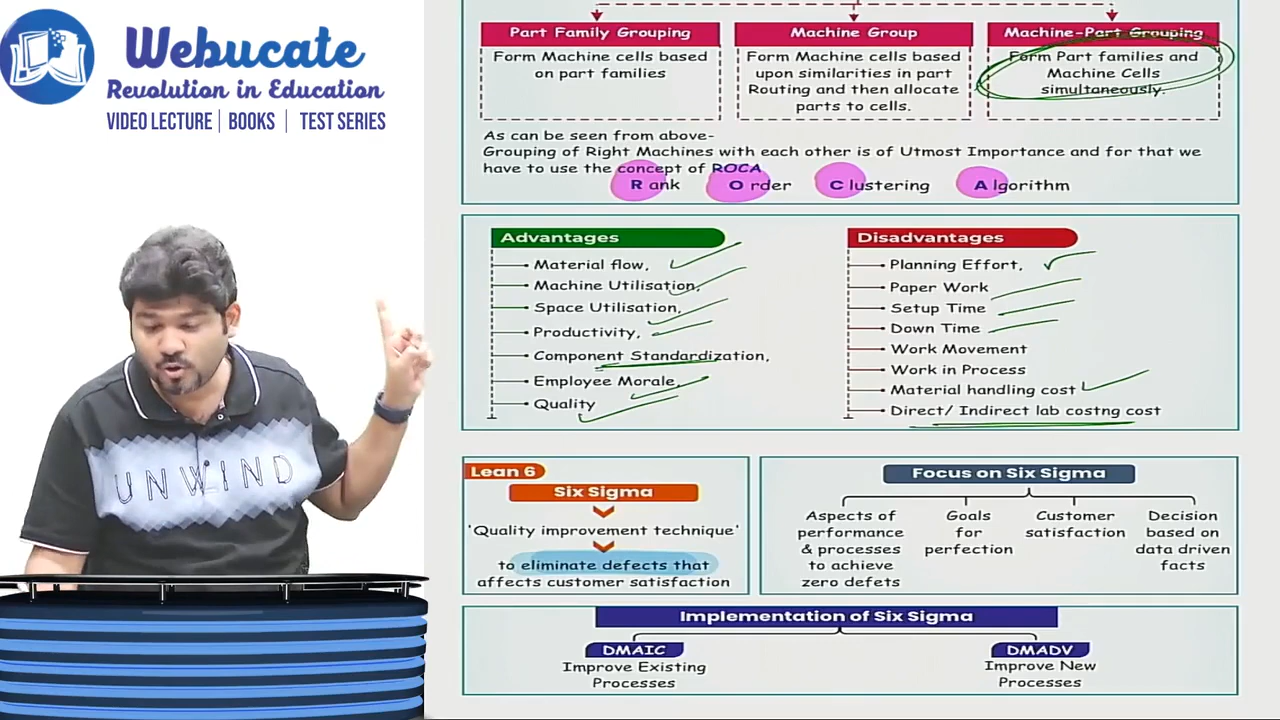 Webucate
Revolution in Education
VIDEO LECTURE | BOOKS | TEST SERIES
UNWIND
Part Family Grouping
Form Machine cells based
on part families
Machine Group
Form Machine cells based
upon similarities in part
Routing and then allocate
parts to cells.
Machine-Part Grouping
Form Part families and
Machine Cells
simultaneously.
As can be seen from above-
Grouping of Right Machines with each other is of Utmost Importance and for that we
have to use the concept of ROCA
Rank Order Clustering Algorithm
Advantages
Material flow,
Machine Utilisation,
Space Utilisation,
Productivity,
Component Standardization,
Employee Morale,
Quality
Disadvantages
Planning Effort,
Paper Work
Setup Time
Down Time
Work Movement
Work in Process
Material handling cost
Direct/ Indirect lab costng cost
Lean 6
Six Sigma
'Quality improvement technique'
to eliminate defects that
affects customer satisfaction
Focus on Six Sigma
Aspects of
performance
& processes
to achieve
zero defets
Goals
for
perfection
Customer
satisfaction
Decision
based on
data driven
facts
Implementation of Six Sigma
DMAIC
Improve Existing
Processes
DMADV
Improve New
Processes